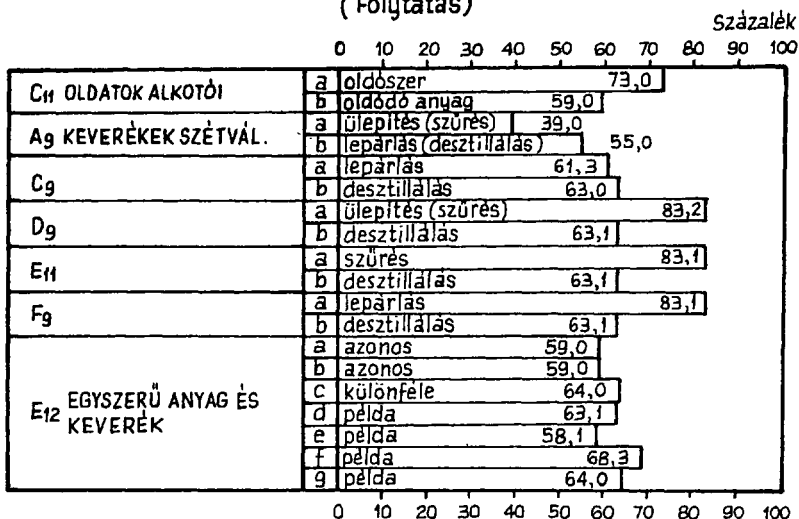 (Folytatás)
Százalék
0 10 20 30 40 50 60 70 80 90 100
C11 OLDATOK ALKOTÓI
a oldószer 73,0
b oldódó anyag 59,0
A9 KEVERÉKEK SZÉTVÁL.
a ülepítés (szűrés) 39,0
b lepárlás (desztillálás) 55,0
C9
a lepárlás 61,3
b desztillálás 63,0
D9
a ülepítés (szűrés) 83,2
b desztillálás 63,1
E11
a szűrés 83,1
b desztillálás 63,1
F9
a lepárlás 83,1
b desztillálás 63,1
E12 EGYSZERŰ ANYAG ÉS
KEVERÉK
a azonos 59,0
b azonos 59,0
c különféle 64,0
d példa 63,1
e példa 58,1
f példa 68,3
g példa 64,0
0 10 20 30 40 50 60 70 80 90 100